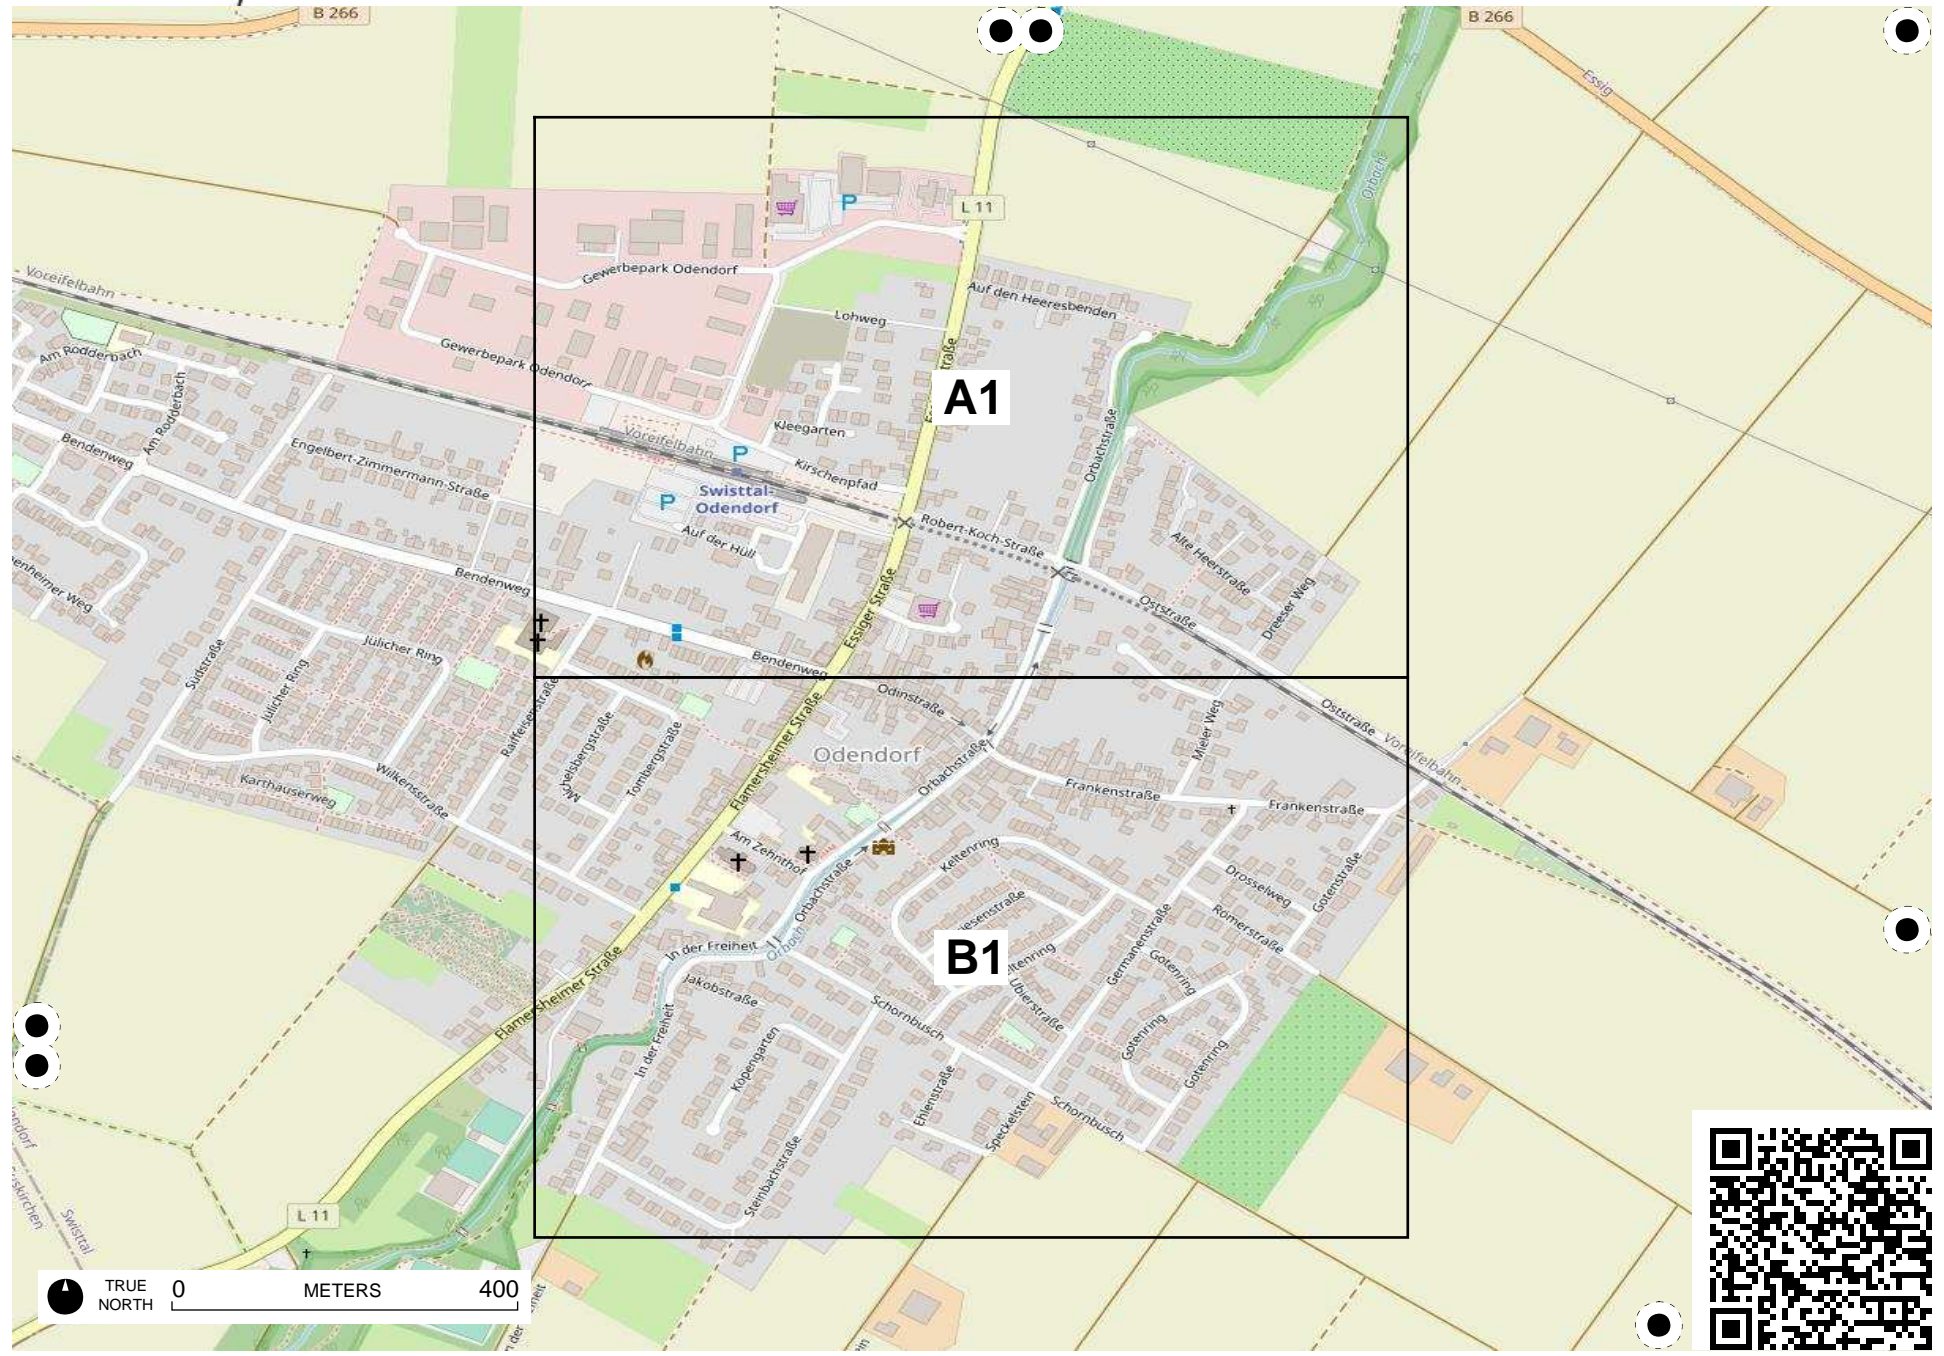 B 266
B 266
Essig
Orbach
L 11
Voreifelbahn
Gewerbepark Odendorf
Auf den Heeresbenden
Lohweg
Am Rodderbach
Gewerbepark Odendorf
A1
Am Rodderbach
Bendenweg
Engelbert-Zimmermann-Straße
Voreifelbahn
Kleegarten
Orbachstraße
P
P
P
Kirschenpfad
Swisttal-
Odendorf
Robert-Koch-Straße
Auf der Hüll
Alte Heerstraße
Bendenweg
Essiger Straße
Oststraße
Dreeser Weg
Jülicher Ring
Südstraße
Jülicher Ring
Bendenweg
Odinstraße
Oststraße
Voreifelbahn
Raiffeisenstraße
Michelsbergstraße
Tombergstraße
Flamersheimer Straße
Odendorf
Orbachstraße
Mieler Weg
Karthäuserweg
Wilkensstraße
Frankenstraße
Frankenstraße
Am Zehnthof
Keltenring
Orbachstraße
Drosselweg
Gotenstraße
Römerstraße
In der Freiheit
Orbach
B1
Germanenstraße
Gotenring
Flamersheimer Straße
Jakobstraße
Schornbusch
Ubierstraße
In der Freiheit
Köpengarten
Gotenring
Gotenring
Ehlenstraße
Speckelstein
Schornbusch
Steinbachstraße
L 11
Swisttal
TRUE
NORTH
0 METERS 400